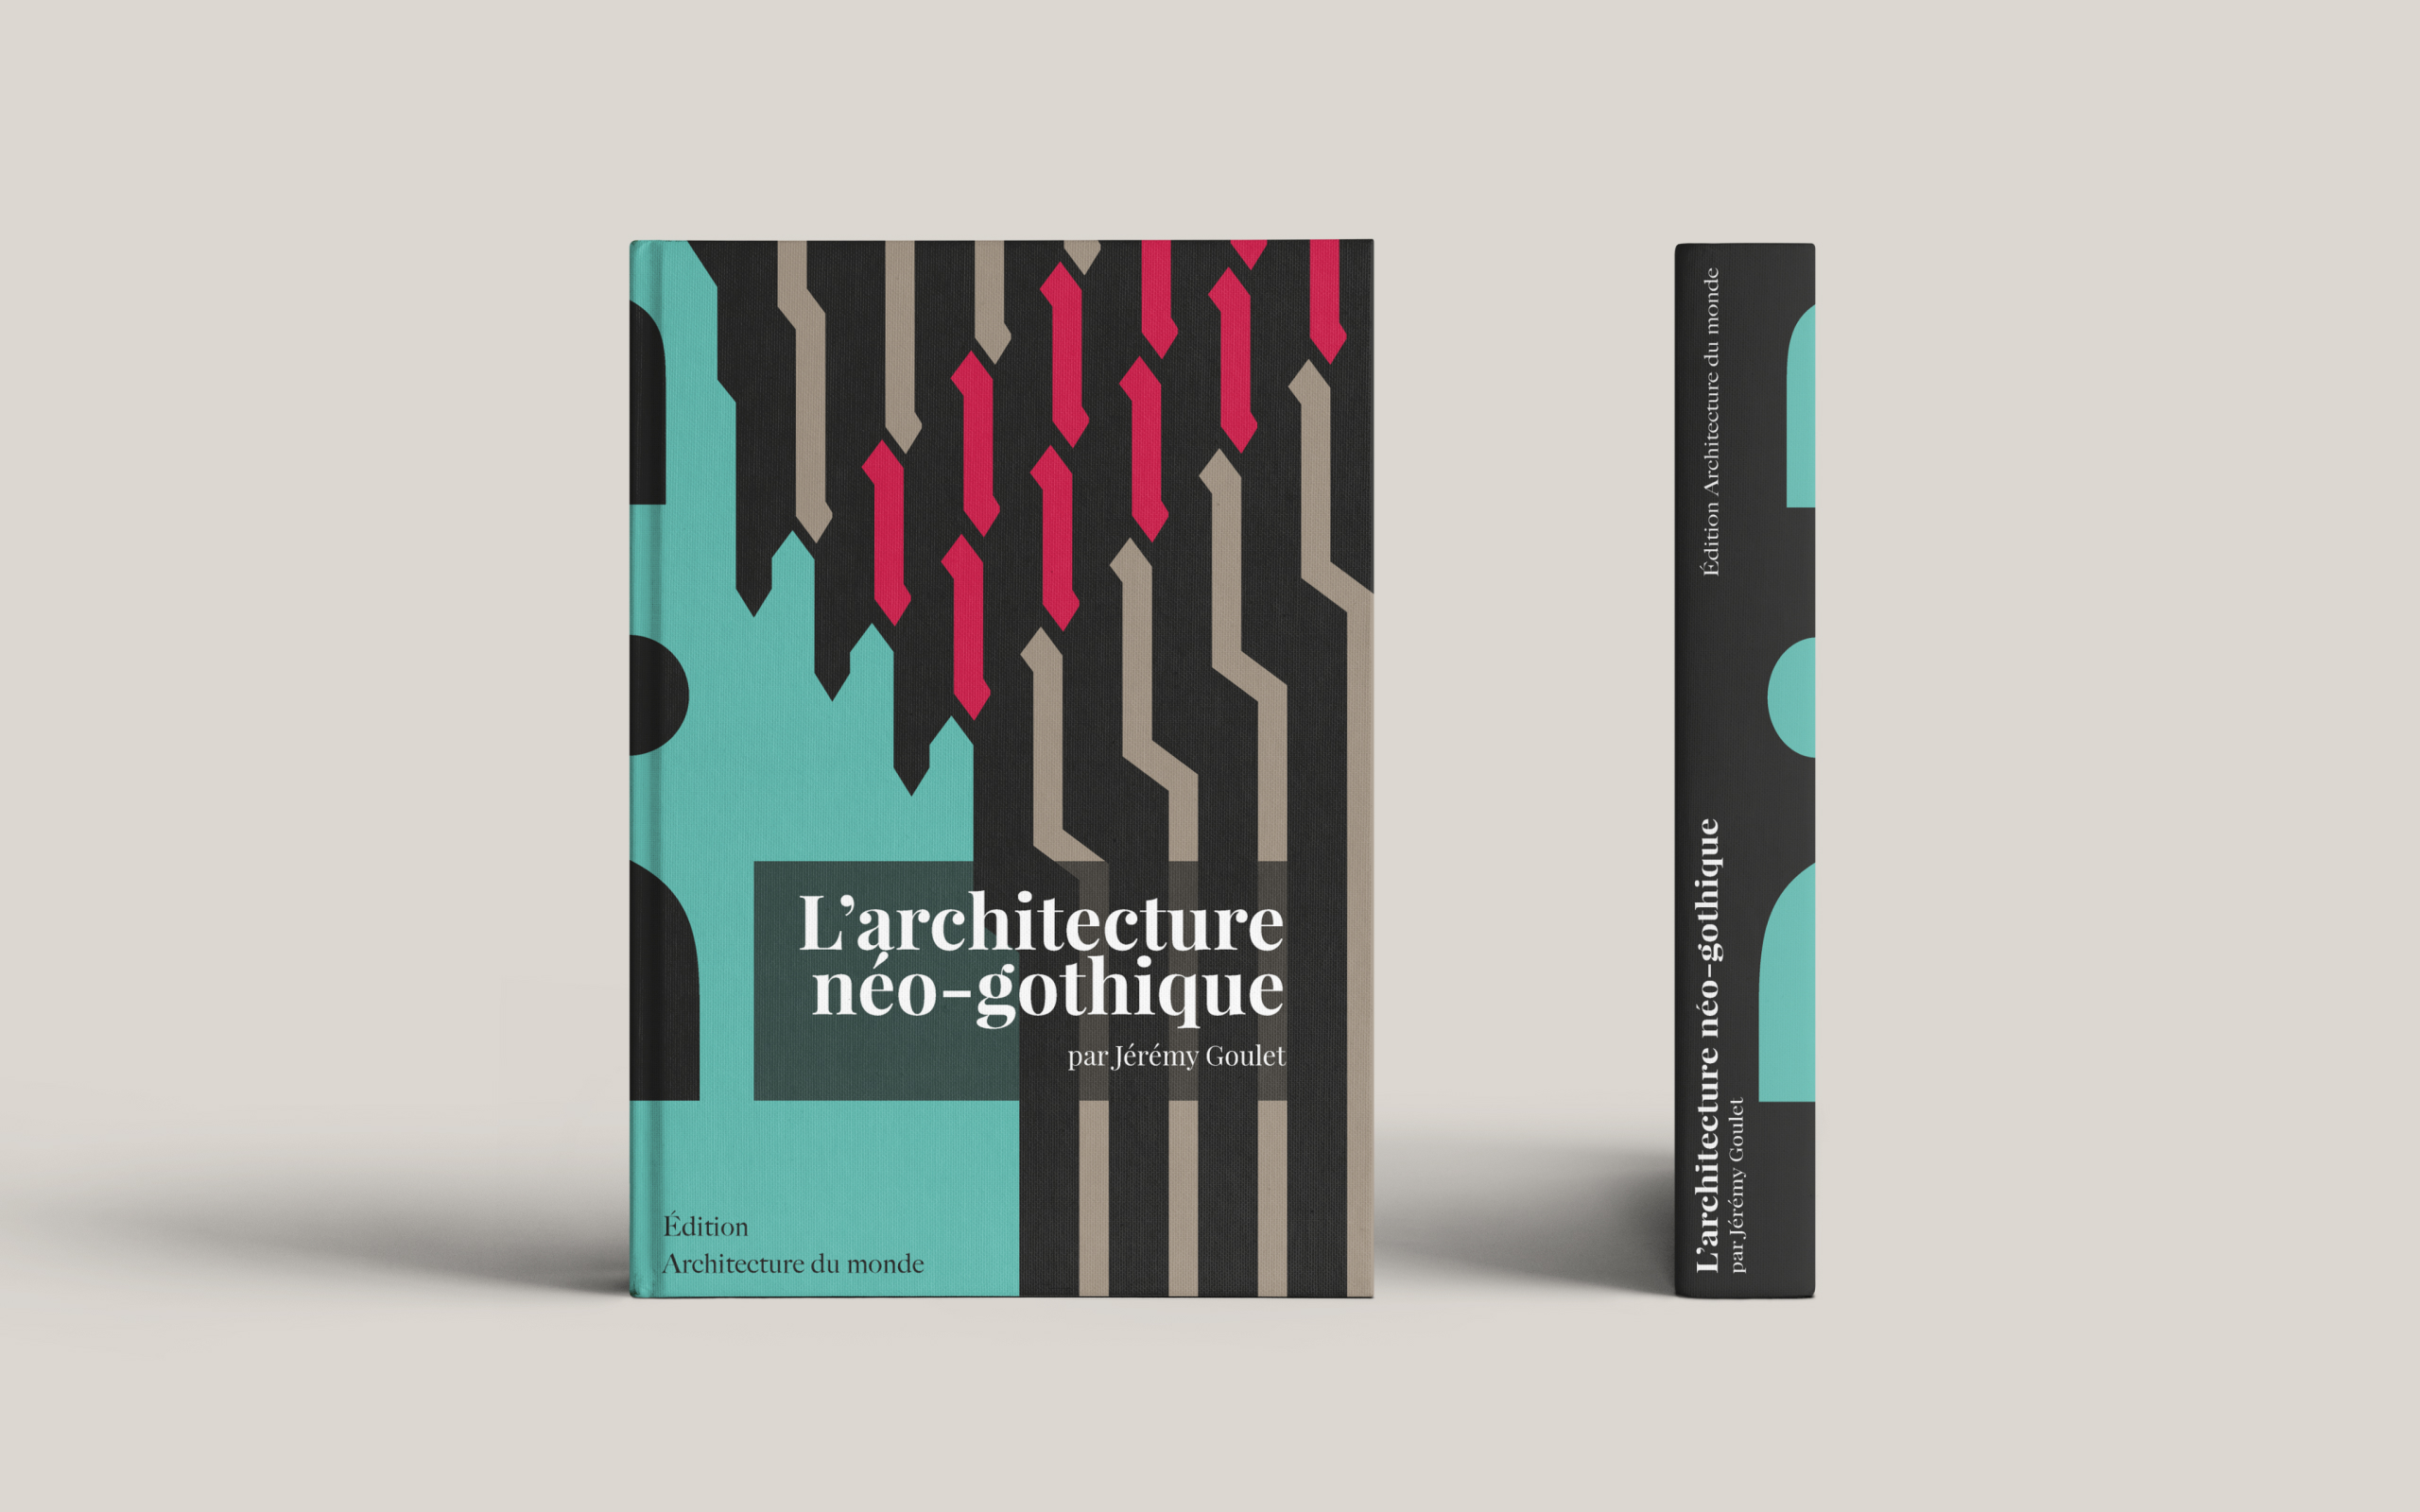 L’architecture
néo-gothique
par Jérémy Goulet
Édition
Architecture du monde
Édition Architecture du monde
L’architecture néo-gothique
par Jérémy Goulet